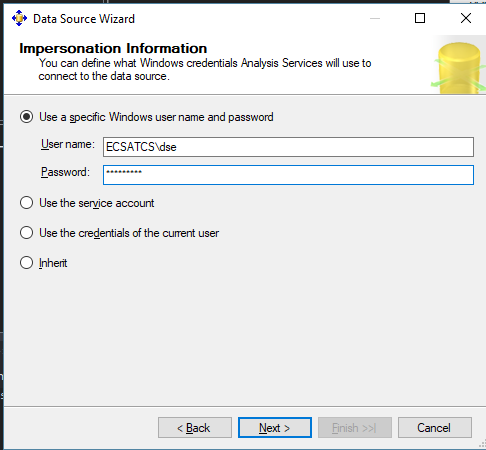 Data Source Wizard
Impersonation Information
You can define what Windows credentials Analysis Services will use to
connect to the data source.
Use a specific Windows user name and password
User name: ECSATCS\dse
Password: *********
Use the service account
Use the credentials of the current user
Inherit
< Back Next > Finish >>| Cancel